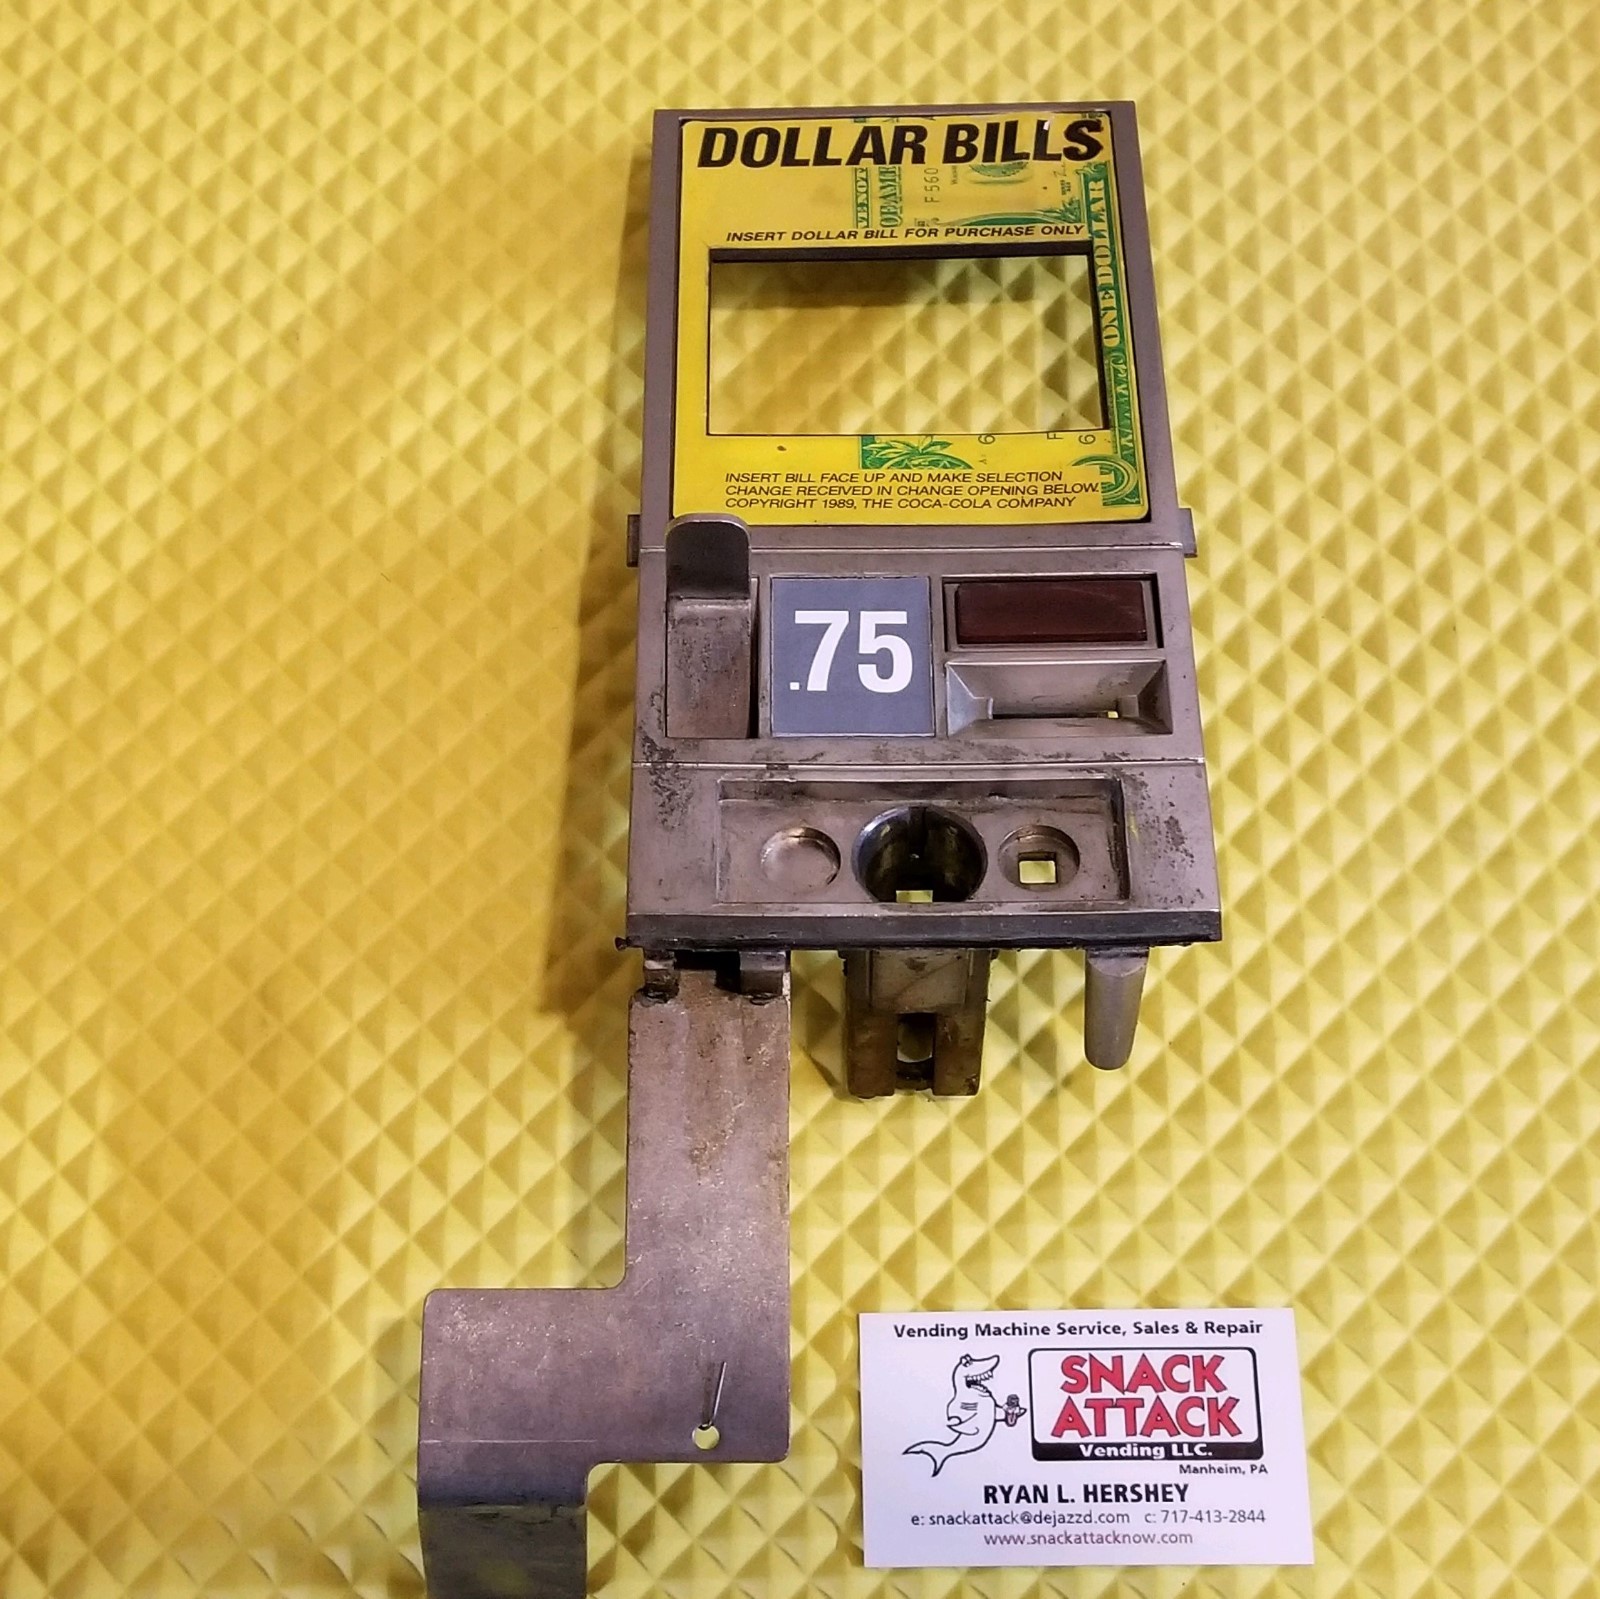 DOLLAR BILLS
F 560
INSERT DOLLAR BILL FOR PURCHASE ONLY
ONE DOLLAR
INSERT BILL FACE UP AND MAKE SELECTION
CHANGE RECEIVED IN CHANGE OPENING BELOW.
COPYRIGHT 1989, THE COCA-COLA COMPANY
.75
Vending Machine Service, Sales & Repair
SNACK
ATTACK
Vending LLC.
Manheim, PA
RYAN L. HERSHEY
e: snackattack@dejazzd.com c: 717-413-2844
www.snackattacknow.com